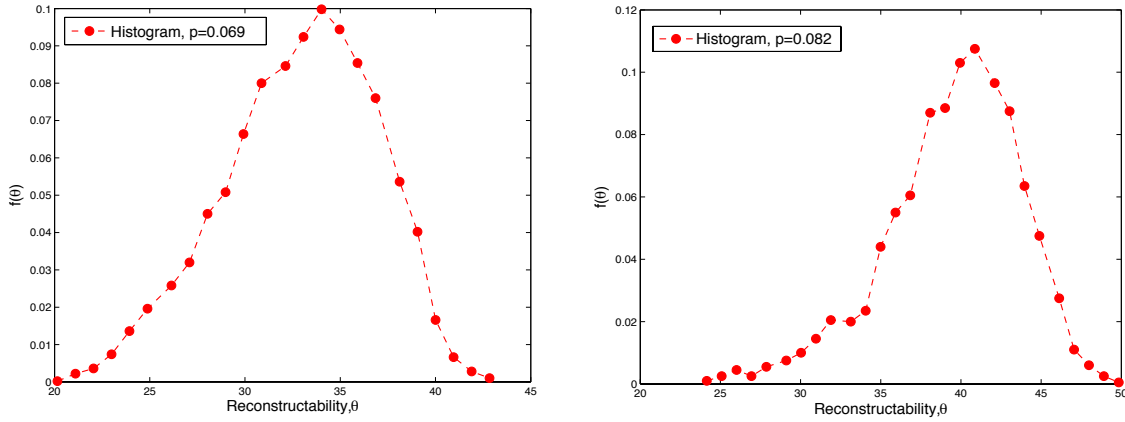 0.1
0.09
0.08
0.07
0.06
0.05
0.04
0.03
0.02
0.01
0
20 25 30 35 40 45
f(θ)
Reconstructability,θ
Histogram, p=0.069
0.12
0.1
0.08
0.06
0.04
0.02
0
20 25 30 35 40 45 50
f(θ)
Reconstructability,θ
Histogram, p=0.082